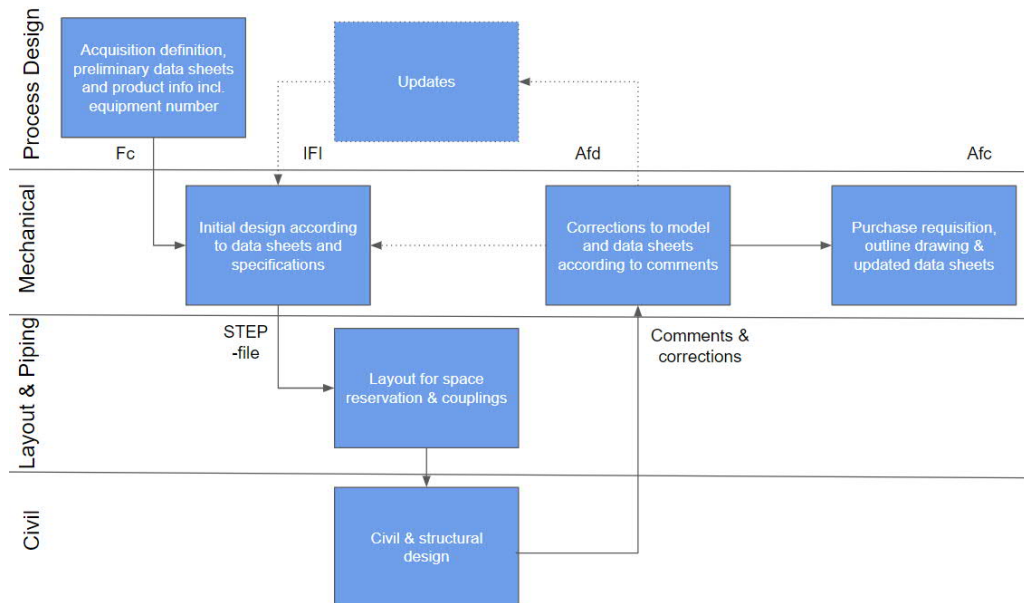 Process Design
Acquisition definition,
preliminary data sheets
and product info incl.
equipment number
Updates
Fc
IFI
Afd
Afc
Mechanical
Initial design according
to data sheets and
specifications
Corrections to model
and data sheets
according to comments
Purchase requisition,
outline drawing &
updated data sheets
Layout & Piping
STEP
-file
Comments &
corrections
Layout for space
reservation & couplings
Civil
Civil & structural
design